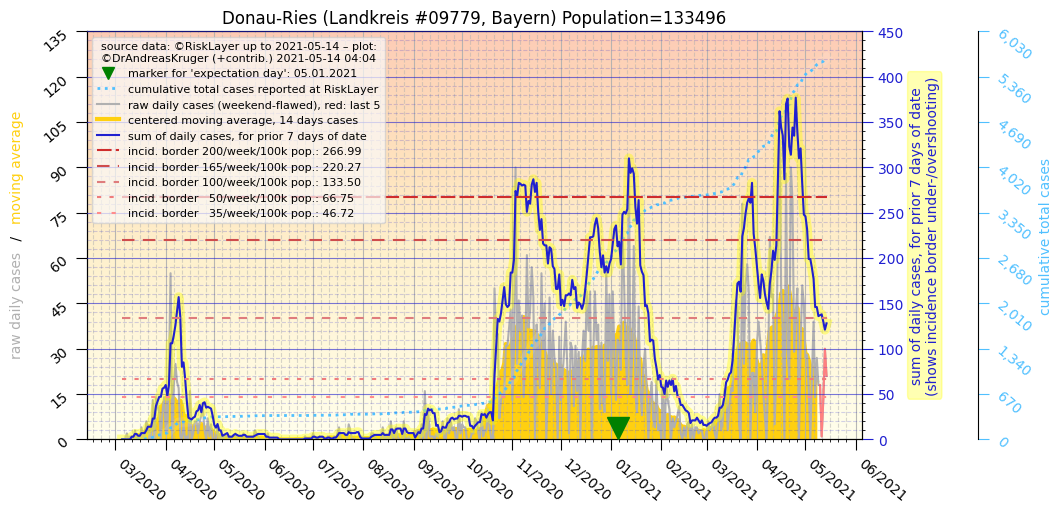 Donau-Ries (Landkreis #09779, Bayern) Population=133496
source data: ©RiskLayer up to 2021-05-14 – plot:
©DrAndreasKruger (+contrib.) 2021-05-14 04:04
marker for 'expectation day': 05.01.2021
cumulative total cases reported at RiskLayer
raw daily cases (weekend-flawed), red: last 5
centered moving average, 14 days cases
sum of daily cases, for prior 7 days of date
incid. border 200/week/100k pop.: 266.99
incid. border 165/week/100k pop.: 220.27
incid. border 100/week/100k pop.: 133.50
incid. border   50/week/100k pop.: 66.75
incid. border   35/week/100k pop.: 46.72
raw daily cases / moving average
135
120
105
90
75
60
45
30
15
0
450
400
350
300
250
200
150
100
50
0
sum of daily cases, for prior 7 days of date
(shows incidence border under-/overshooting)
6,030
5,360
4,690
4,020
3,350
2,680
2,010
1,340
670
0
cumulative total cases
03/2020
04/2020
05/2020
06/2020
07/2020
08/2020
09/2020
10/2020
11/2020
12/2020
01/2021
02/2021
03/2021
04/2021
05/2021
06/2021